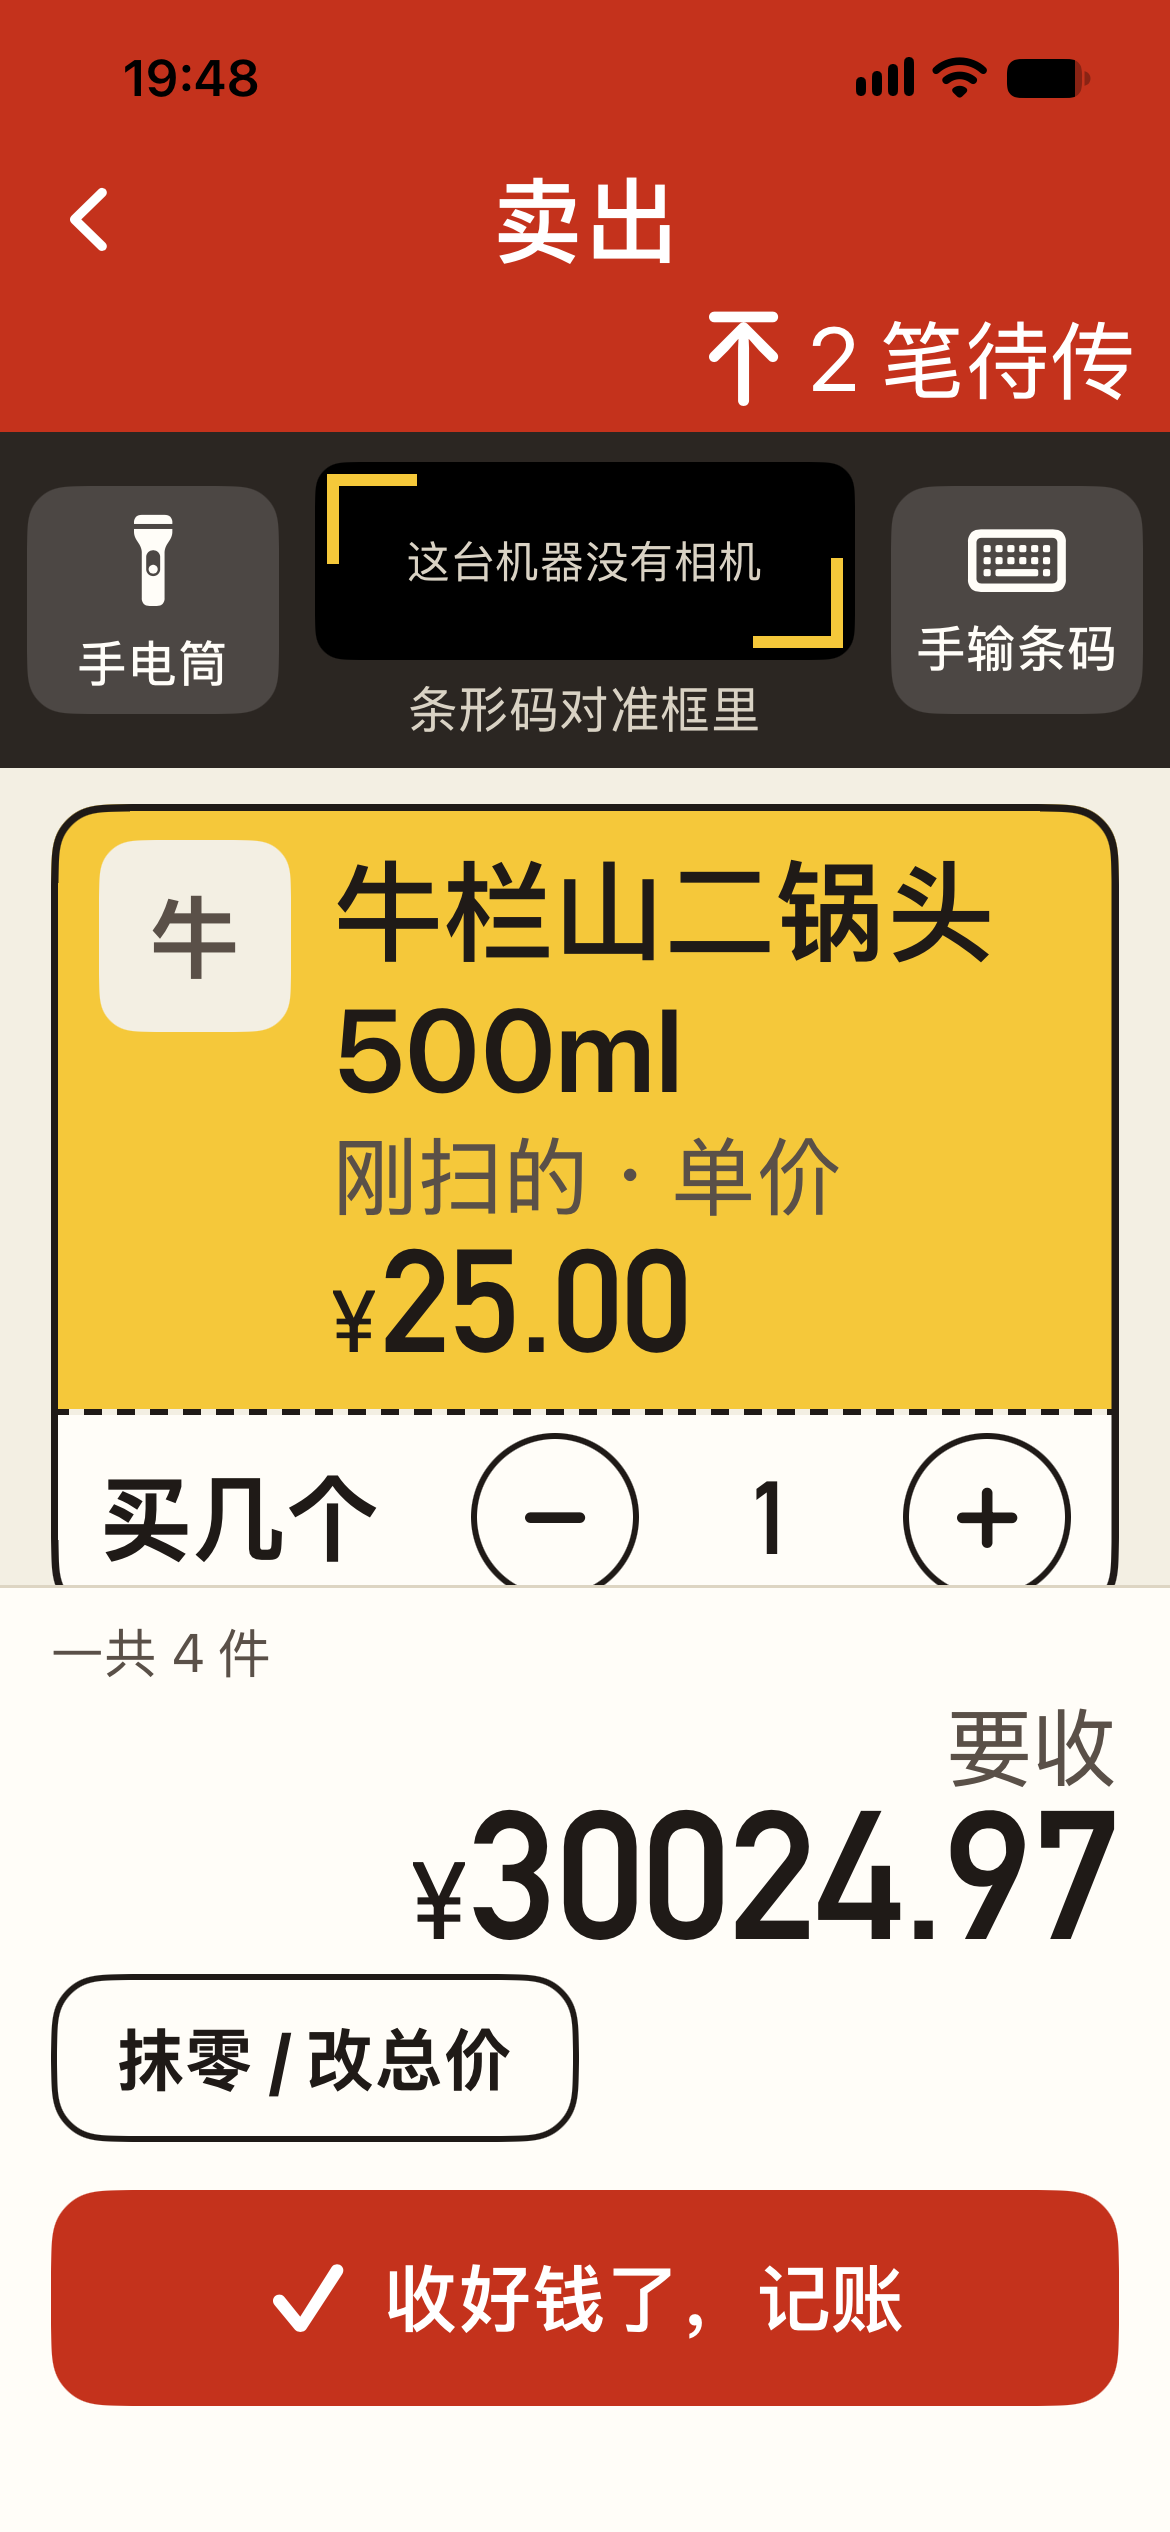 19:48
卖出
2 笔待传
手电筒
这台机器没有相机
条形码对准框里
手输条码
牛
牛栏山二锅头
500ml
刚扫的 · 单价
¥25.00
买几个
1
一共 4 件
要收
¥30024.97
抹零 / 改总价
收好钱了，记账